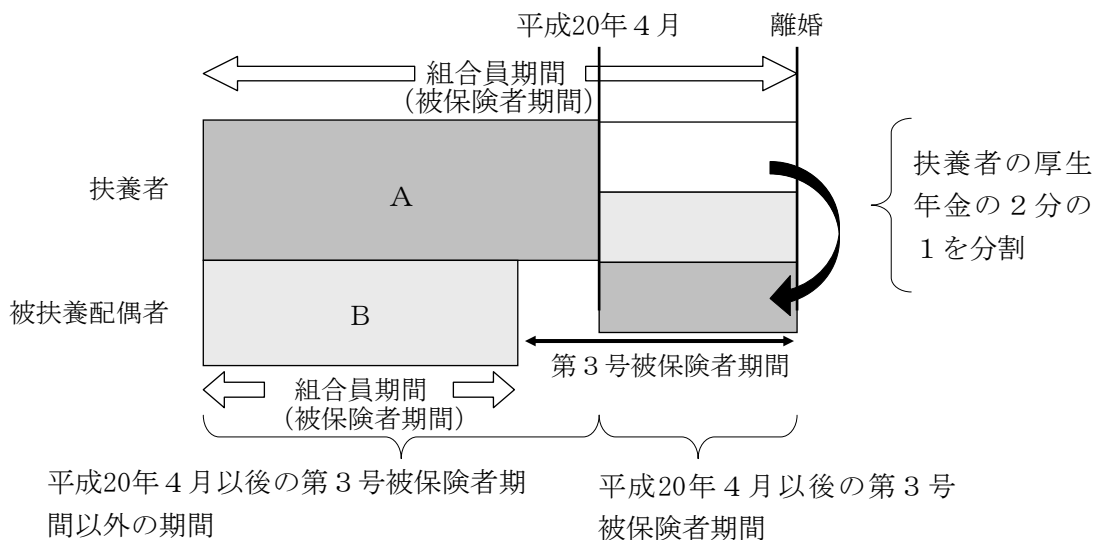 平成20年４月
離婚
組合員期間
（被保険者期間）
扶養者
A
扶養者の厚生
年金の２分の
１を分割
被扶養配偶者
B
第３号被保険者期間
組合員期間
（被保険者期間）
平成20年４月以後の第３号被保険者期
間以外の期間
平成20年４月以後の第３号
被保険者期間